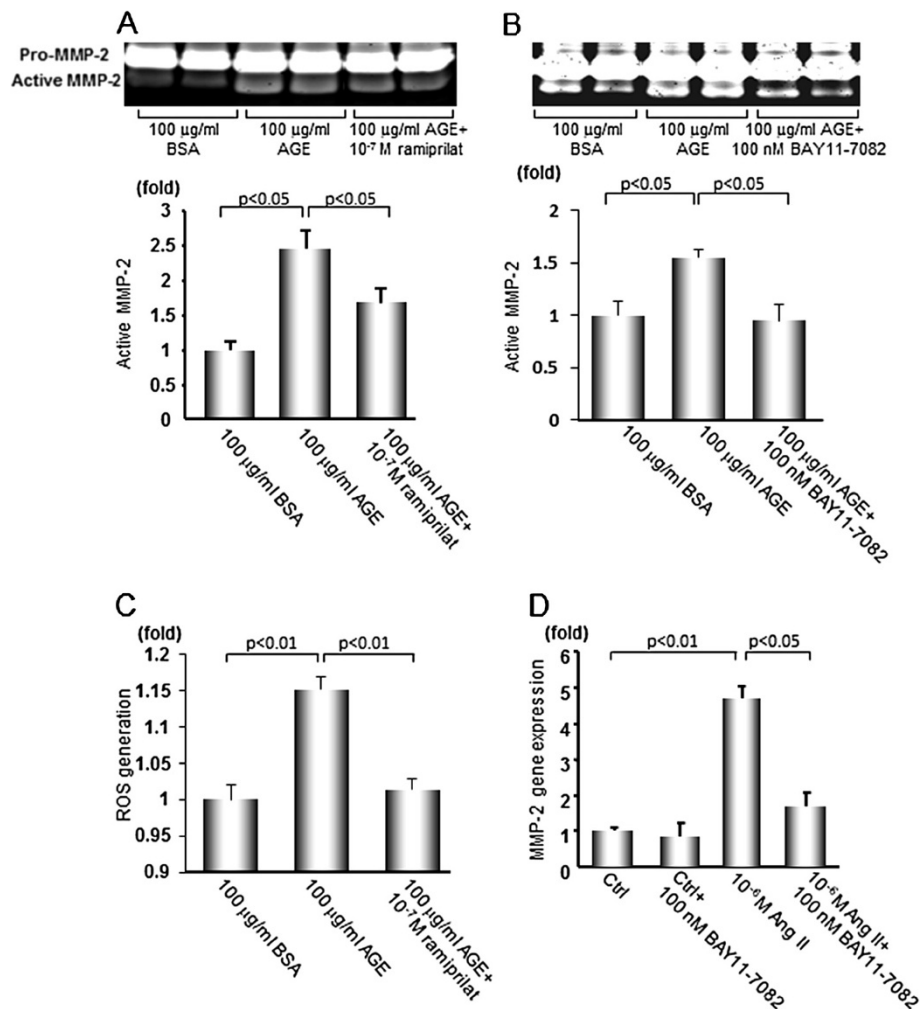 A
Pro-MMP-2
Active MMP-2
100 µg/ml
BSA
100 µg/ml
AGE
100 µg/ml AGE+
10⁻⁷ M ramiprilat
(fold)
p<0.05
p<0.05
3
2.5
2
1.5
1
0.5
0
Active MMP-2
100 µg/ml BSA
100 µg/ml AGE
100 µg/ml AGE+
10⁻⁷M ramiprilat
B
100 µg/ml
BSA
100 µg/ml
AGE
100 µg/ml AGE+
100 nM BAY11-7082
(fold)
p<0.05
p<0.05
2
1.5
1
0.5
0
Active MMP-2
100 µg/ml BSA
100 µg/ml AGE
100 µg/ml AGE+
100 nM BAY11-7082
C
(fold)
p<0.01
p<0.01
1.2
1.15
1.1
1.05
1
0.95
0.9
ROS generation
100 µg/ml BSA
100 µg/ml AGE
100 µg/ml AGE+
10⁻⁷M ramiprilat
D
(fold)
p<0.01
p<0.05
6
5
4
3
2
1
0
MMP-2 gene expression
Ctrl
Ctrl+
100 nM BAY11-7082
10⁻⁶M Ang II
10⁻⁶M Ang II+
100 nM BAY11-7082